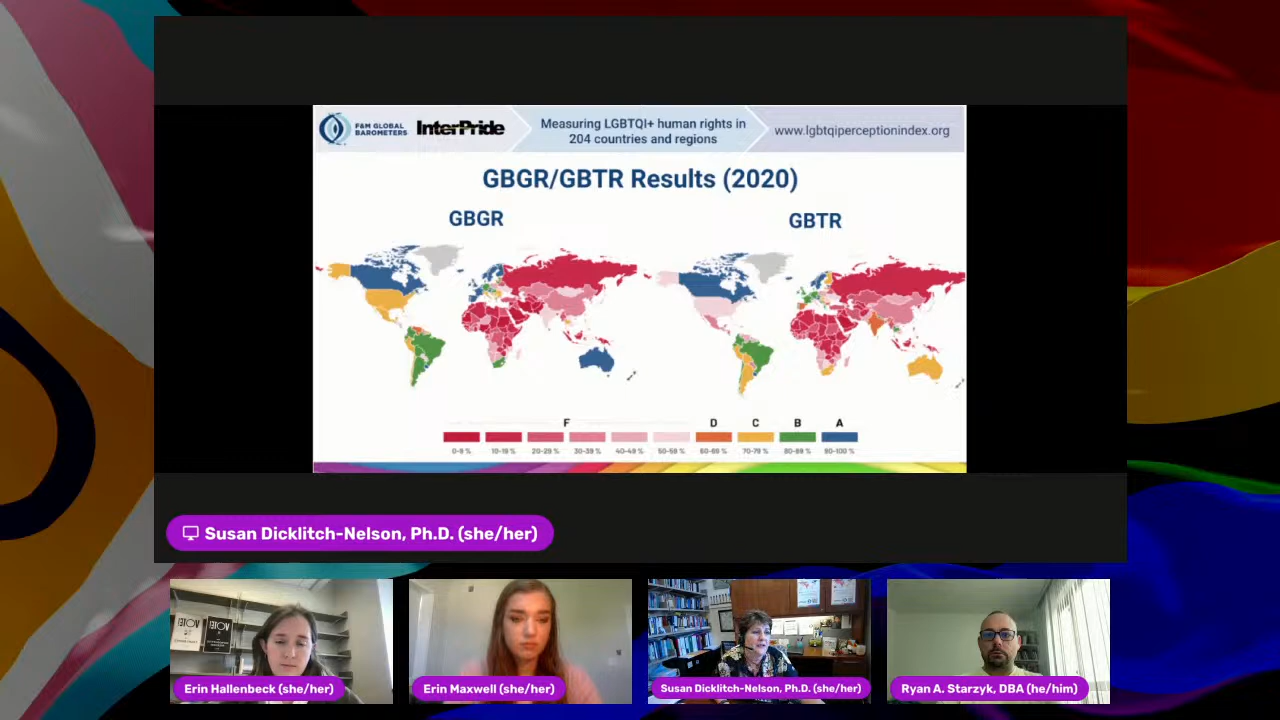 F&M GLOBAL
BAROMETERS
InterPride
Measuring LGBTQI+ human rights in
204 countries and regions
www.lgbtqiperceptionindex.org
GBGR/GBTR Results (2020)
GBGR
GBTR
F
D
C
B
A
0-9 %
10-19 %
20-29 %
30-39 %
40-49 %
50-59 %
60-69 %
70-79 %
80-89 %
90-100 %
Susan Dicklitch-Nelson, Ph.D. (she/her)
VOTE
VOTE
Erin Hallenbeck (she/her)
Erin Maxwell (she/her)
Susan Dicklitch-Nelson, Ph.D. (she/her)
Ryan A. Starzyk, DBA (he/him)